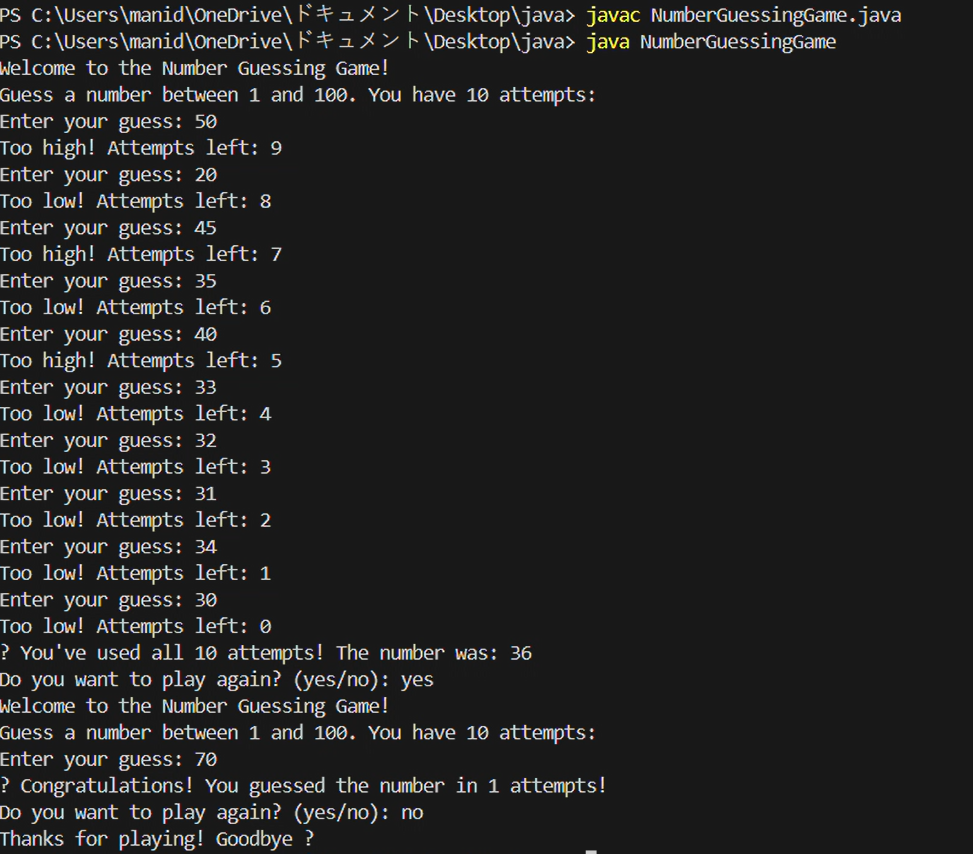 PS C:\Users\manid\OneDrive\ドキュメント\Desktop\java> javac NumberGuessingGame.java
PS C:\Users\manid\OneDrive\ドキュメント\Desktop\java> java NumberGuessingGame
Welcome to the Number Guessing Game!
Guess a number between 1 and 100. You have 10 attempts:
Enter your guess: 50
Too high! Attempts left: 9
Enter your guess: 20
Too low! Attempts left: 8
Enter your guess: 45
Too high! Attempts left: 7
Enter your guess: 35
Too low! Attempts left: 6
Enter your guess: 40
Too high! Attempts left: 5
Enter your guess: 33
Too low! Attempts left: 4
Enter your guess: 32
Too low! Attempts left: 3
Enter your guess: 31
Too low! Attempts left: 2
Enter your guess: 34
Too low! Attempts left: 1
Enter your guess: 30
Too low! Attempts left: 0
? You've used all 10 attempts! The number was: 36
Do you want to play again? (yes/no): yes
Welcome to the Number Guessing Game!
Guess a number between 1 and 100. You have 10 attempts:
Enter your guess: 70
? Congratulations! You guessed the number in 1 attempts!
Do you want to play again? (yes/no): no
Thanks for playing! Goodbye ?